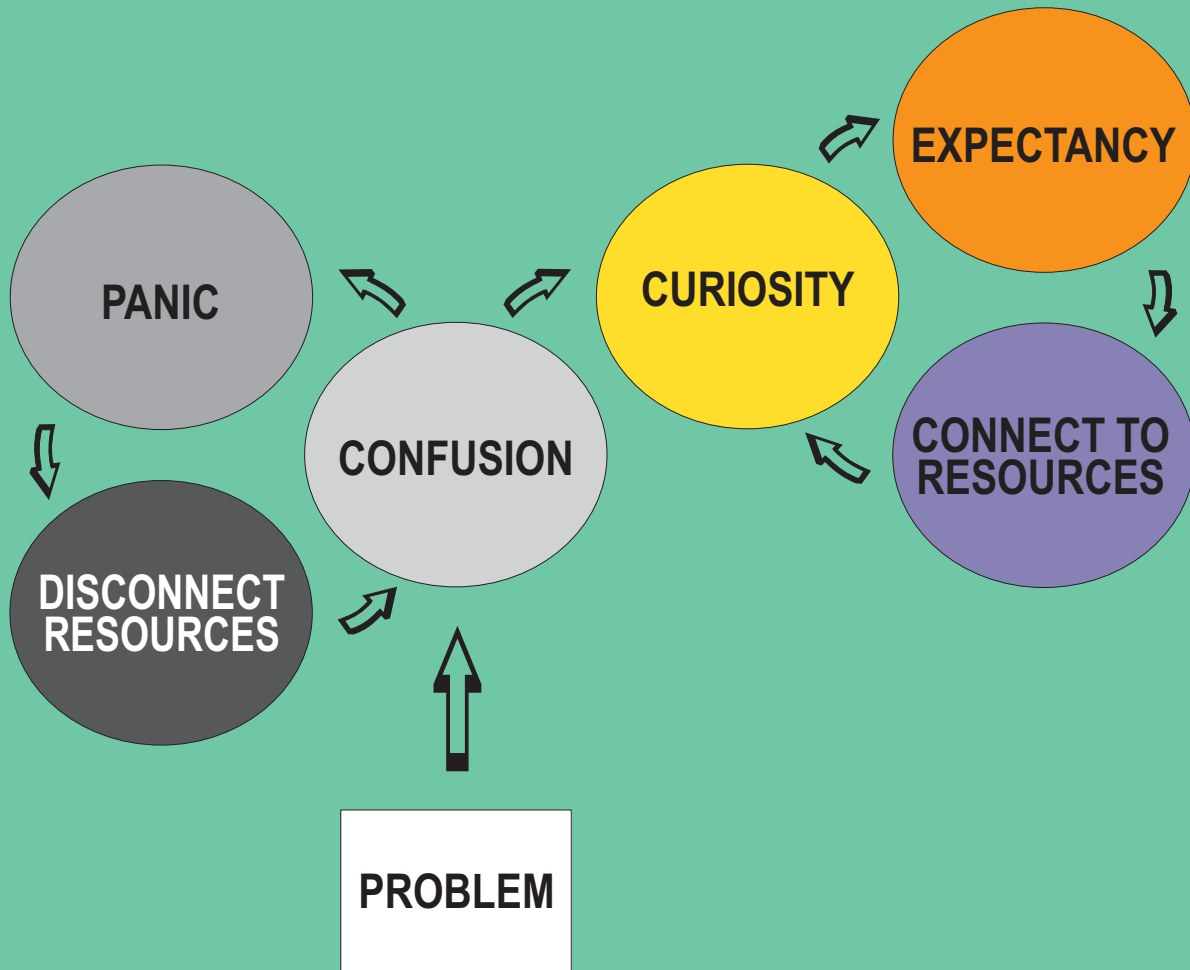 EXPECTANCY
PANIC
CURIOSITY
CONFUSION
CONNECT TO
RESOURCES
DISCONNECT
RESOURCES
PROBLEM